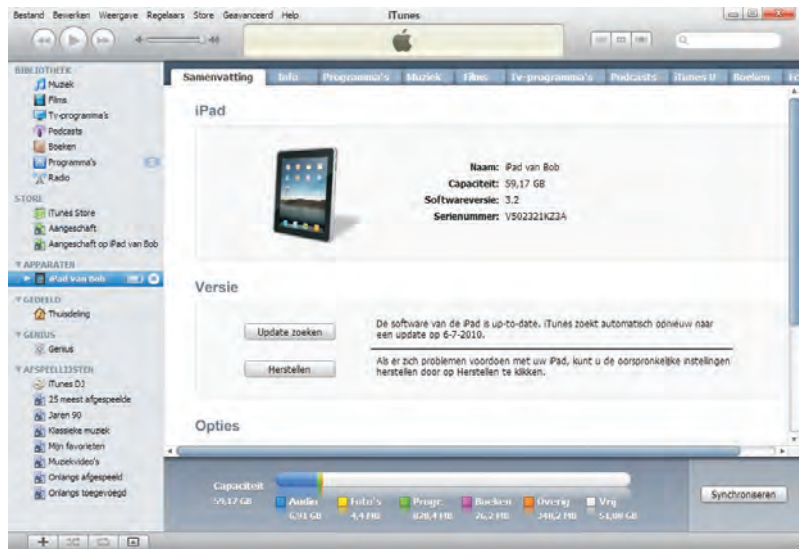 Bestand Bewerken Weergave Regelaars Store Geavanceerd Help
iTunes
BIBLIOTHEEK
Muziek
Films
Tv-programma's
Podcasts
Boeken
Programma's
Radio
STORE
iTunes Store
Aangeschaft
Aangeschaft op iPad van Bob
APPARATEN
iPad van Bob
GEDEELD
Thuisdeling
GENIUS
Genius
AFSPEELLIJSTEN
iTunes DJ
25 meest afgespeelde
Jaren 90
Klassieke muziek
Mijn favorieten
Muziekvideo's
Onlangs afgespeeld
Onlangs toegevoegd
Samenvatting Info Programma's Muziek Films Tv-programma's Podcasts iTunes U Boeken
iPad
Naam: iPad van Bob
Capaciteit: 59,17 GB
Softwareversie: 3.2
Serienummer: V502321KZ3A
Versie
Update zoeken
De software van de iPad is up-to-date. iTunes zoekt automatisch opnieuw naar
een update op 6-7-2010.
Herstellen
Als er zich problemen voordoen met uw iPad, kunt u de oorspronkelijke instellingen
herstellen door op Herstellen te klikken.
Opties
Capaciteit
59,17 GB
Audio Foto's Progr. Boeken Overig Vrij
6,91 GB 4,4 MB 828,4 MB 26,2 MB 348,2 MB 51,08 GB
Synchroniseren